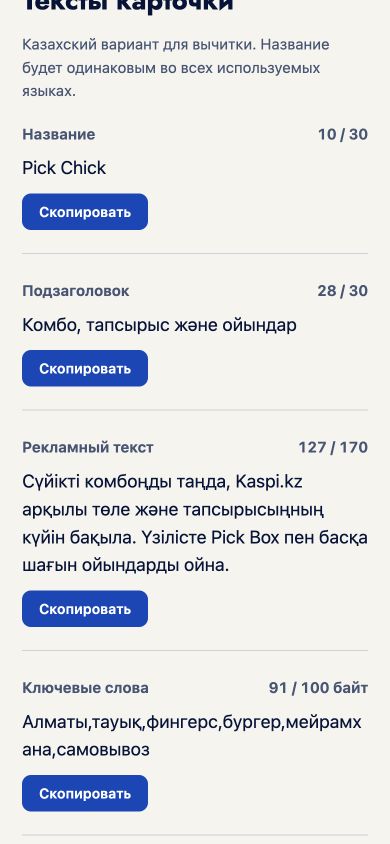 Тексты карточки
Казахский вариант для вычитки. Название
будет одинаковым во всех используемых
языках.
Название 10 / 30
Pick Chick
Скопировать
Подзаголовок 28 / 30
Комбо, тапсырыс және ойындар
Скопировать
Рекламный текст 127 / 170
Сүйікті комбоңды таңда, Kaspi.kz
арқылы төле және тапсырысыңның
күйін бақыла. Үзілісте Pick Box пен басқа
шағын ойындарды ойна.
Скопировать
Ключевые слова 91 / 100 байт
Алматы,тауық,фингерс,бургер,мейрамх
ана,самовывоз
Скопировать